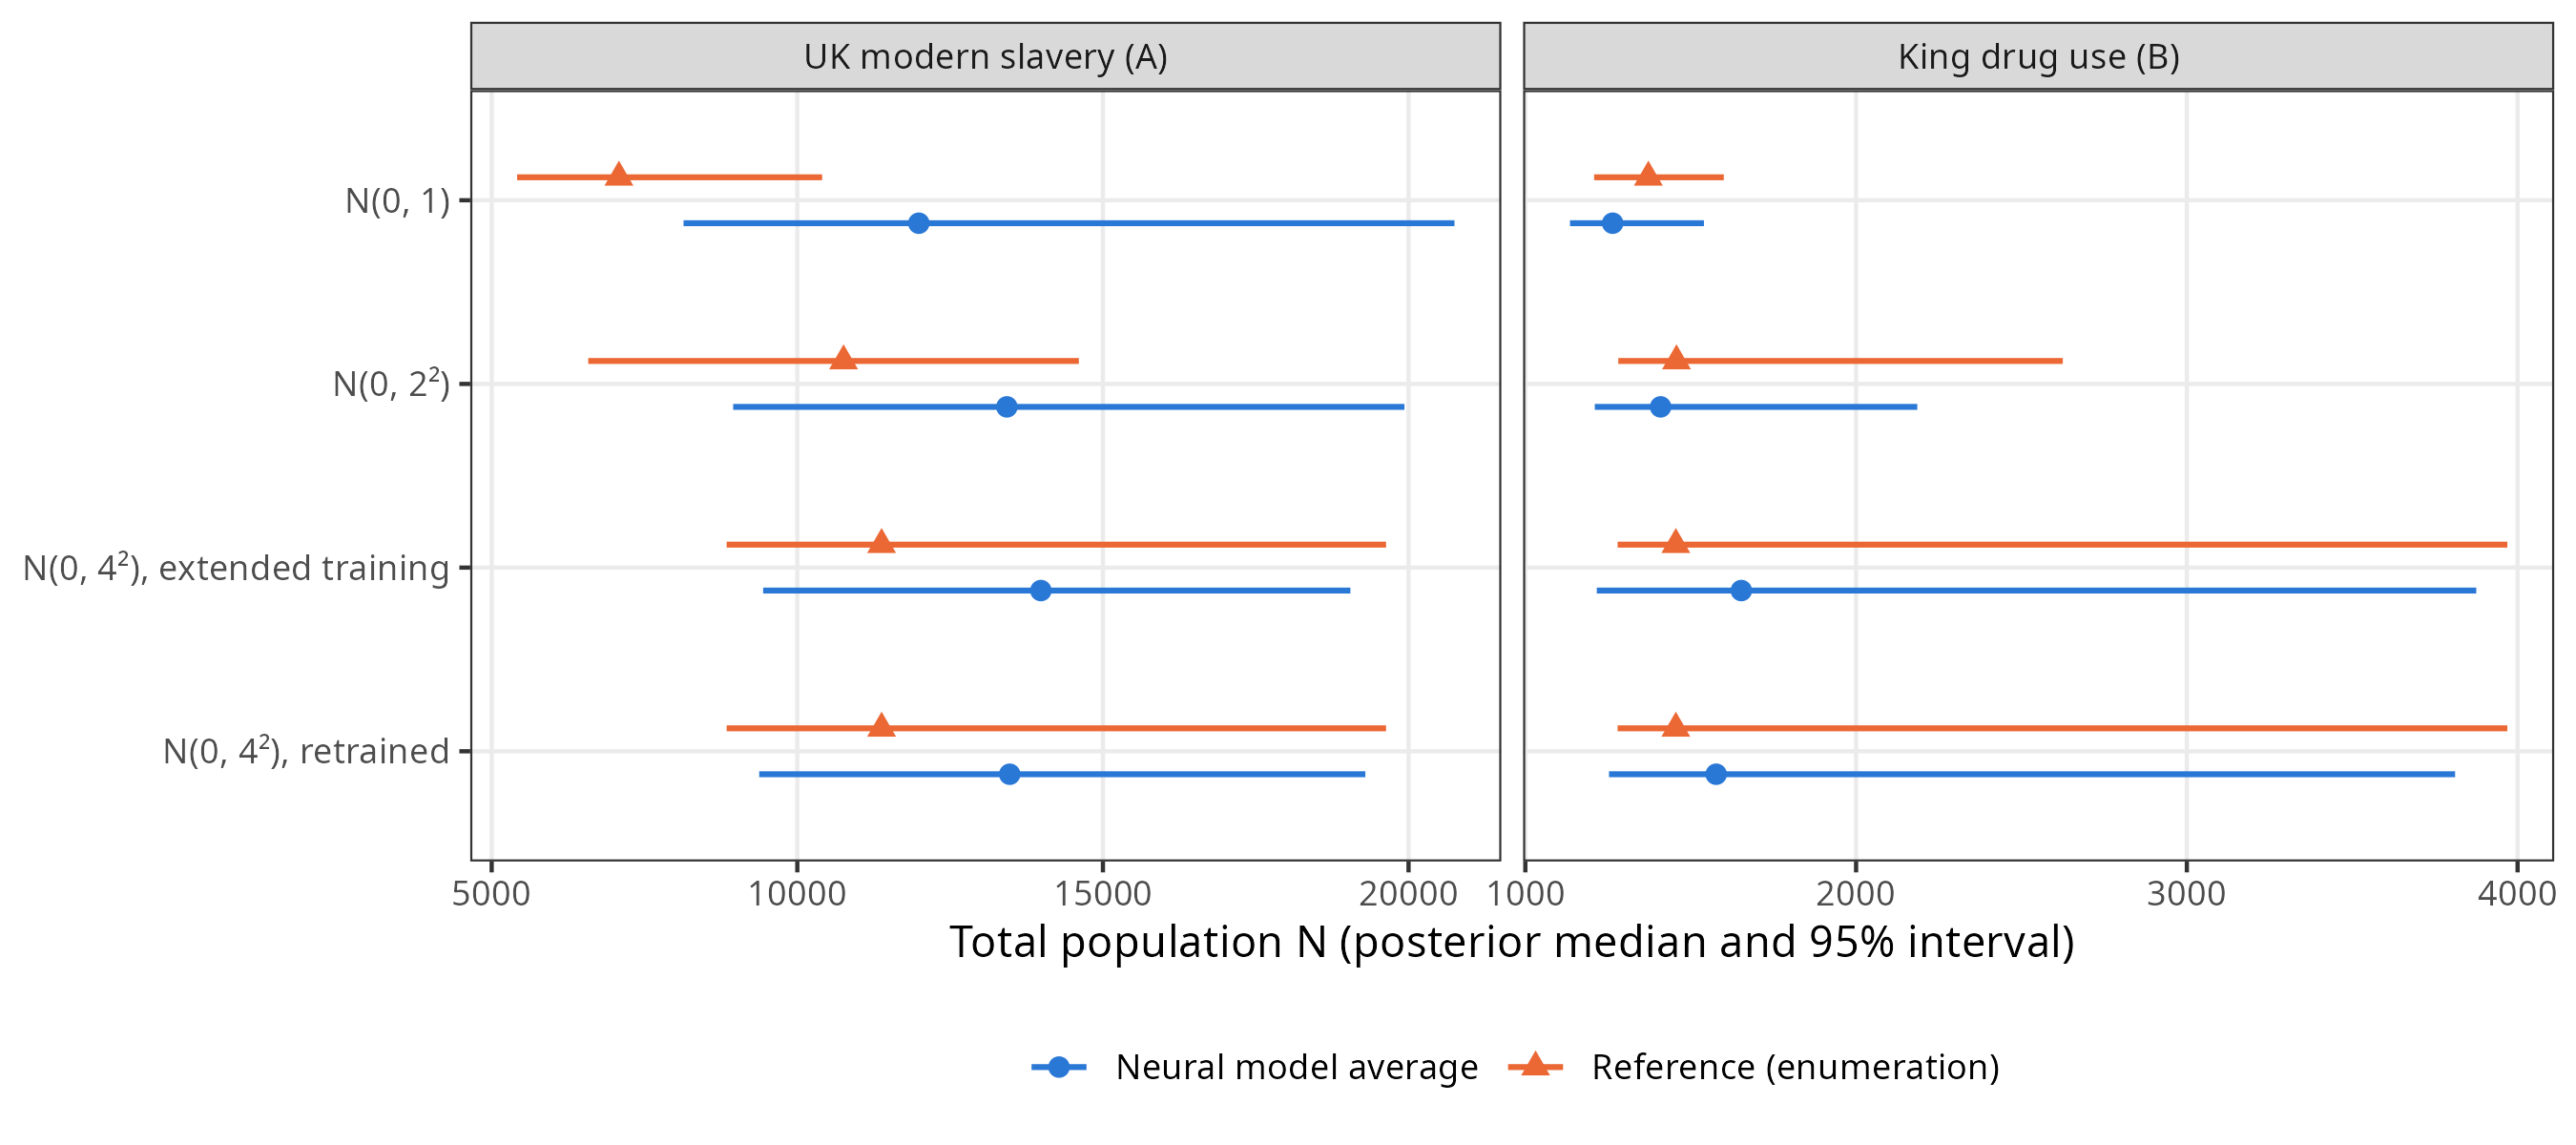 UK modern slavery (A)
King drug use (B)
N(0, 1)
N(0, 2²)
N(0, 4²), extended training
N(0, 4²), retrained
5000 10000 15000 20000 1000 2000 3000 4000
Total population N (posterior median and 95% interval)
Neural model average Reference (enumeration)